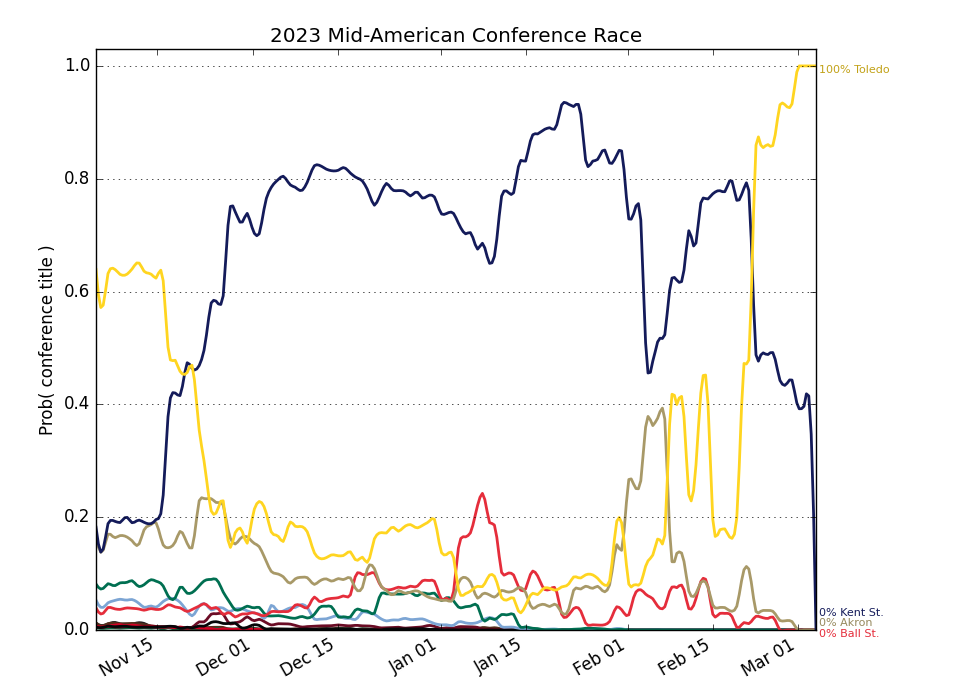 2023 Mid-American Conference Race
Prob( conference title )
1.0
0.8
0.6
0.4
0.2
0.0
100% Toledo
0% Kent St.
0% Akron
0% Ball St.
Nov 15
Dec 01
Dec 15
Jan 01
Jan 15
Feb 01
Feb 15
Mar 01